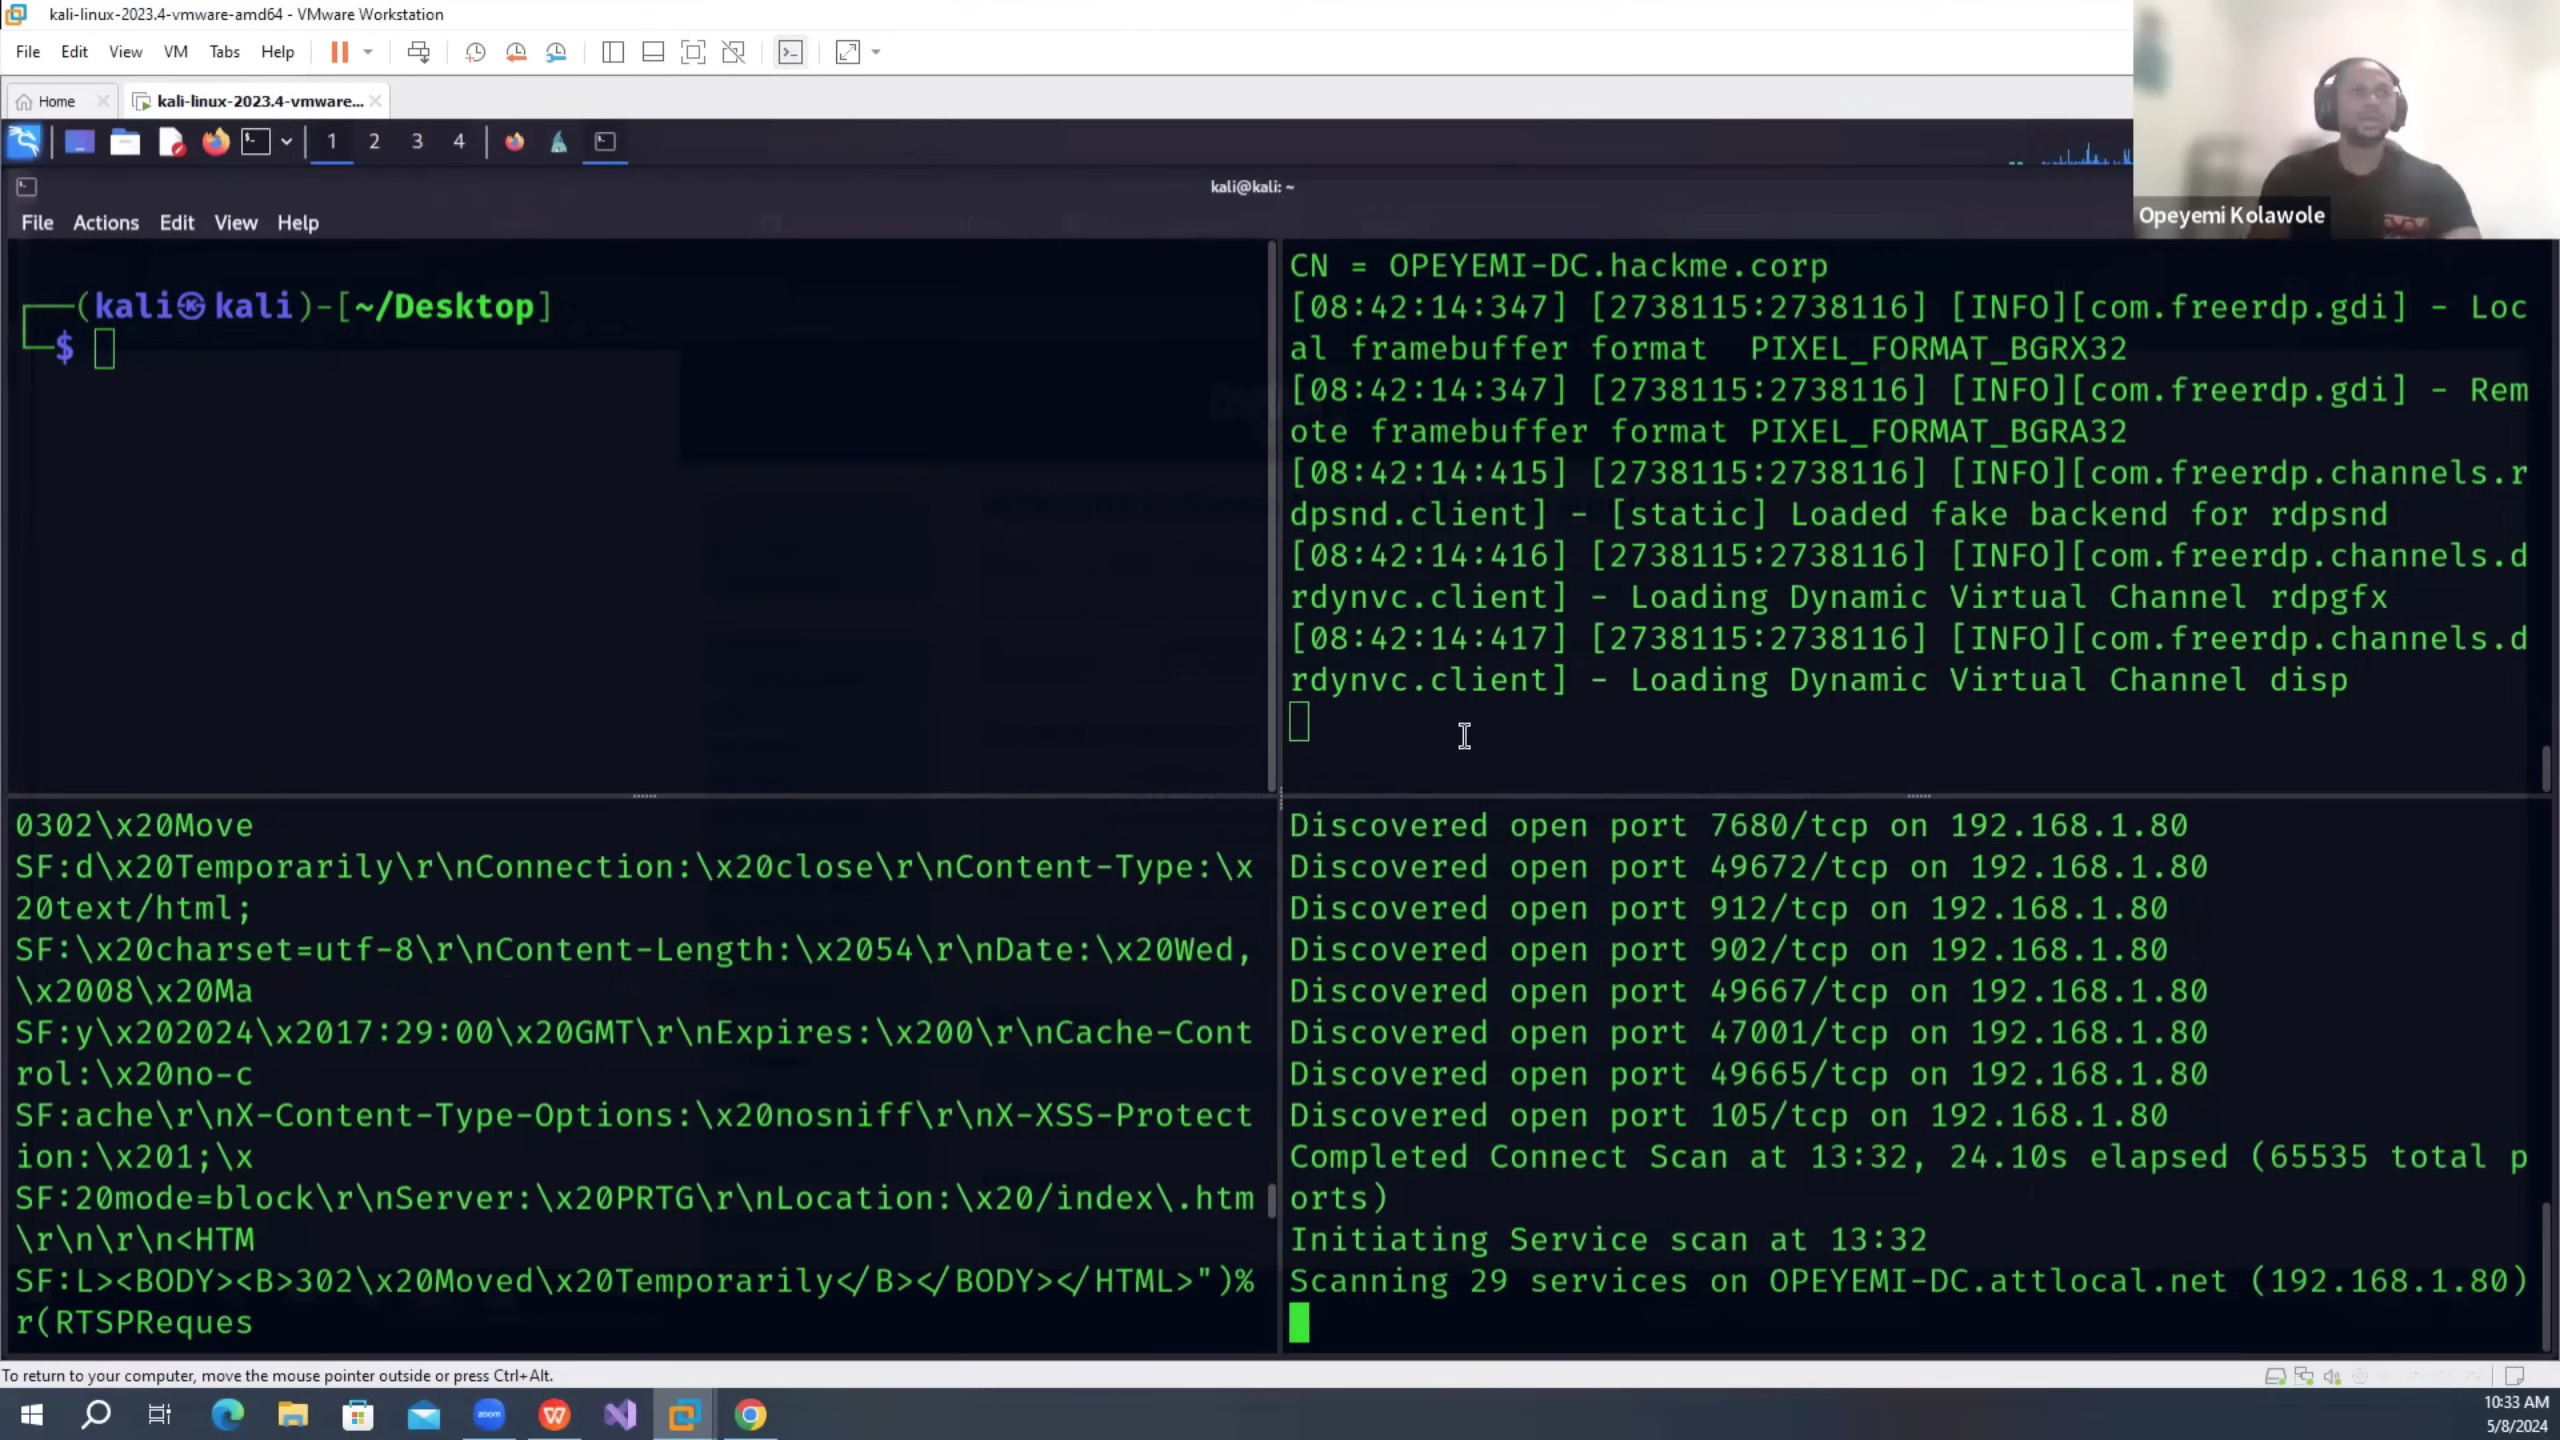 kali-linux-2023.4-vmware-amd64 - VMware Workstation
File Edit View VM Tabs Help
Home kali-linux-2023.4-vmware...
1 2 3 4
kali@kali: ~
Opeyemi Kolawole
File Actions Edit View Help
(kali㉿kali)-[~/Desktop]
$
CN = OPEYEMI-DC.hackme.corp
[08:42:14:347] [2738115:2738116] [INFO][com.freerdp.gdi] - Loc
al framebuffer format  PIXEL_FORMAT_BGRX32
[08:42:14:347] [2738115:2738116] [INFO][com.freerdp.gdi] - Rem
ote framebuffer format PIXEL_FORMAT_BGRA32
[08:42:14:415] [2738115:2738116] [INFO][com.freerdp.channels.r
dpsnd.client] - [static] Loaded fake backend for rdpsnd
[08:42:14:416] [2738115:2738116] [INFO][com.freerdp.channels.d
rdynvc.client] - Loading Dynamic Virtual Channel rdpgfx
[08:42:14:417] [2738115:2738116] [INFO][com.freerdp.channels.d
rdynvc.client] - Loading Dynamic Virtual Channel disp
0302\x20Move
SF:d\x20Temporarily\r\nConnection:\x20close\r\nContent-Type:\x
20text/html;
SF:\x20charset=utf-8\r\nContent-Length:\x2054\r\nDate:\x20Wed,
\x2008\x20Ma
SF:y\x202024\x2017:29:00\x20GMT\r\nExpires:\x200\r\nCache-Cont
rol:\x20no-c
SF:ache\r\nX-Content-Type-Options:\x20nosniff\r\nX-XSS-Protect
ion:\x201;\x
SF:20mode=block\r\nServer:\x20PRTG\r\nLocation:\x20/index\.htm
\r\n\r\n<HTM
SF:L><BODY><B>302\x20Moved\x20Temporarily</B></BODY></HTML>")%
r(RTSPReques
Discovered open port 7680/tcp on 192.168.1.80
Discovered open port 49672/tcp on 192.168.1.80
Discovered open port 912/tcp on 192.168.1.80
Discovered open port 902/tcp on 192.168.1.80
Discovered open port 49667/tcp on 192.168.1.80
Discovered open port 47001/tcp on 192.168.1.80
Discovered open port 49665/tcp on 192.168.1.80
Discovered open port 105/tcp on 192.168.1.80
Completed Connect Scan at 13:32, 24.10s elapsed (65535 total p
orts)
Initiating Service scan at 13:32
Scanning 29 services on OPEYEMI-DC.attlocal.net (192.168.1.80)
To return to your computer, move the mouse pointer outside or press Ctrl+Alt.
zoom
10:33 AM
5/8/2024